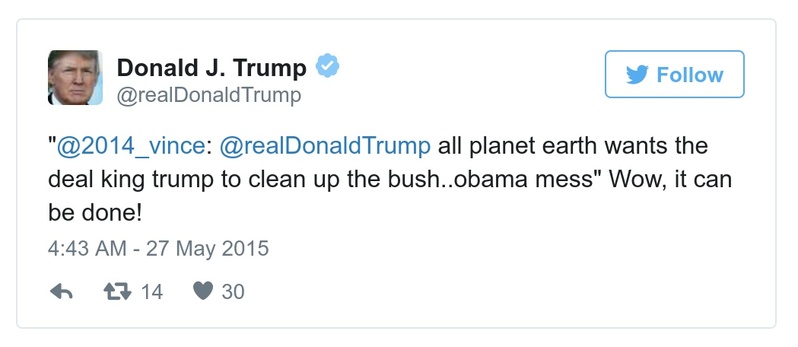 Donald J. Trump
@realDonaldTrump
Follow
"@2014_vince: @realDonaldTrump all planet earth wants the
deal king trump to clean up the bush..obama mess" Wow, it can
be done!
4:43 AM - 27 May 2015
14 30